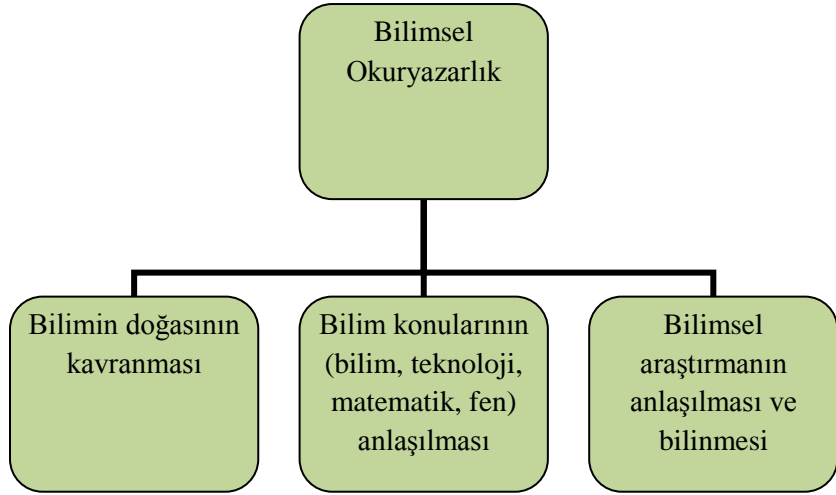 Bilimsel
Okuryazarlık
Bilimin doğasının
kavranması
Bilim konularının
(bilim, teknoloji,
matematik, fen)
anlaşılması
Bilimsel
araştırmanın
anlaşılması ve
bilinmesi